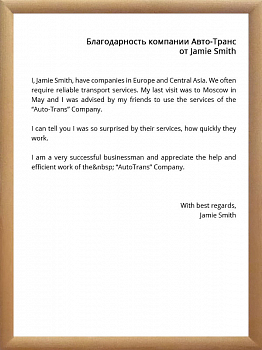 Благодарность компании Авто-Транс
от Jamie Smith
I, Jamie Smith, have companies in Europe and Central Asia. We often
require reliable transport services. My last visit was to Moscow in
May and I was advised by my friends to use the services of the
“Auto-Trans” Company.
I can tell you I was so surprised by their services, how quickly they
work.
I am a very successful businessman and appreciate the help and
efficient work of the&nbsp; “AutoTrans” Company.
With best regards,
Jamie Smith